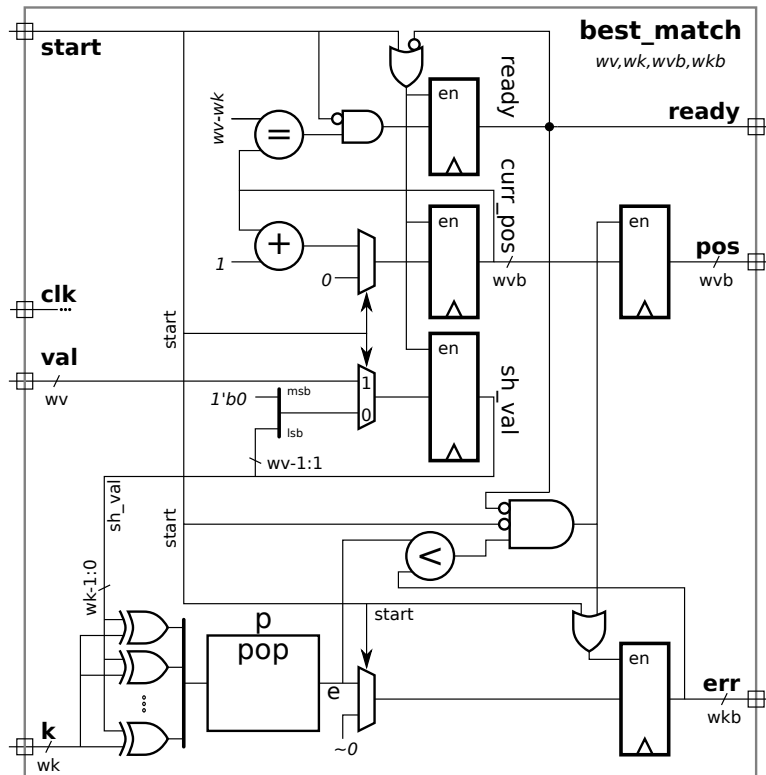 best_match
wv,wk,wvb,wkb
start
en
ready
ready
wv-wk
=
curr_pos
en
en
+
1
0
wvb
pos
wvb
clk
...
start
en
val
wv
1
0
1'b0
msb
lsb
sh_val
wv-1:1
sh_val
start
<
wk-1:0
start
p
pop
e
en
err
wkb
k
wk
~0